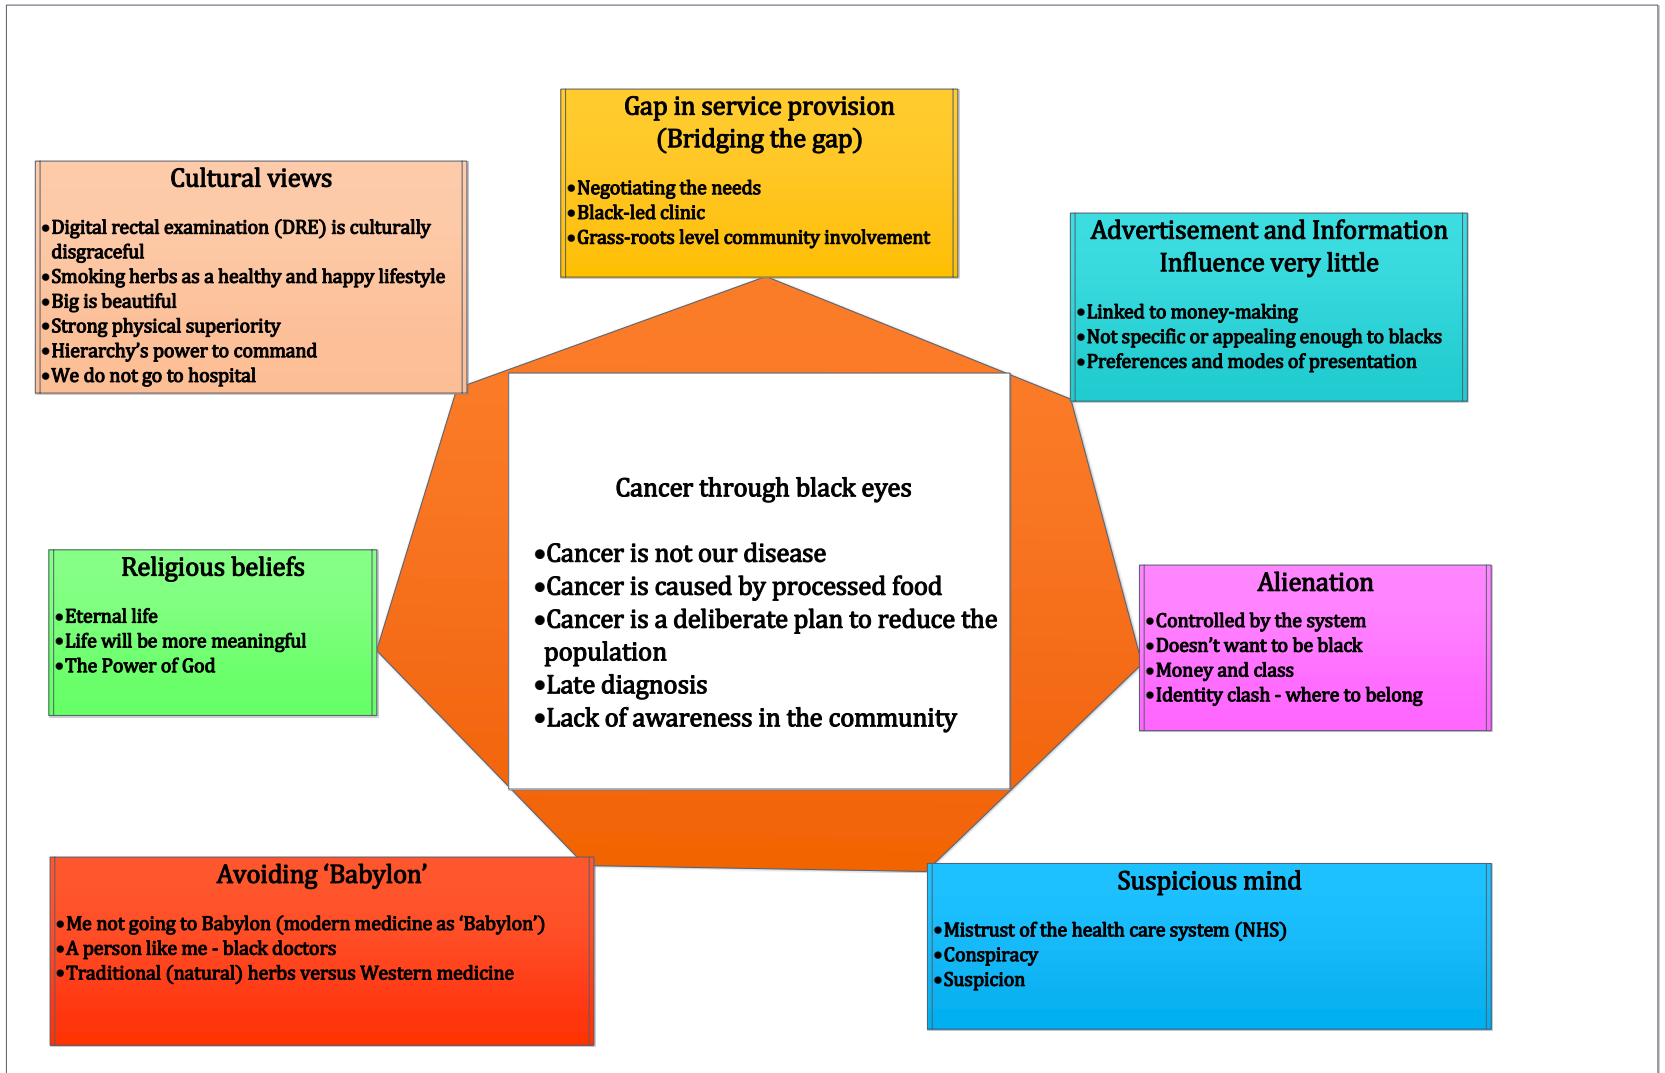 Gap in service provision
(Bridging the gap)
•Negotiating the needs
•Black-led clinic
•Grass-roots level community involvement
Cultural views
•Digital rectal examination (DRE) is culturally
disgraceful
•Smoking herbs as a healthy and happy lifestyle
•Big is beautiful
•Strong physical superiority
•Hierarchy’s power to command
•We do not go to hospital
Advertisement and Information
Influence very little
•Linked to money-making
•Not specific or appealing enough to blacks
•Preferences and modes of presentation
Cancer through black eyes
•Cancer is not our disease
•Cancer is caused by processed food
•Cancer is a deliberate plan to reduce the
population
•Late diagnosis
•Lack of awareness in the community
Religious beliefs
•Eternal life
•Life will be more meaningful
•The Power of God
Alienation
•Controlled by the system
•Doesn’t want to be black
•Money and class
•Identity clash - where to belong
Avoiding ‘Babylon’
•Me not going to Babylon (modern medicine as ‘Babylon’)
•A person like me - black doctors
•Traditional (natural) herbs versus Western medicine
Suspicious mind
•Mistrust of the health care system (NHS)
•Conspiracy
•Suspicion